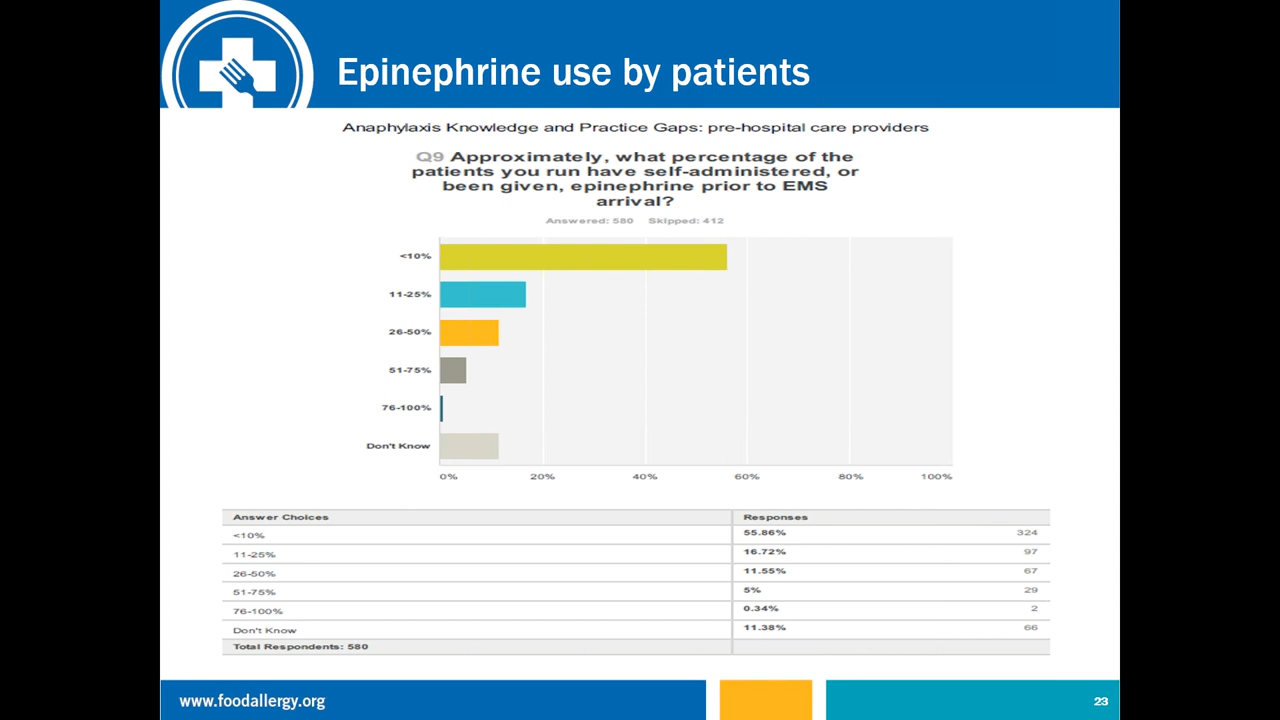 Epinephrine use by patients
Anaphylaxis Knowledge and Practice Gaps: pre-hospital care providers
Q9 Approximately, what percentage of the
patients you run have self-administered, or
been given, epinephrine prior to EMS
arrival?
Answered: 580 Skipped: 412
<10%
11-25%
26-50%
51-75%
76-100%
Don't Know
0% 20% 40% 60% 80% 100%
Answer Choices Responses
<10% 55.86% 324
11-25% 16.72% 97
26-50% 11.55% 67
51-75% 5% 29
76-100% 0.34% 2
Don't Know 11.38% 66
Total Respondents: 580
www.foodallergy.org 23